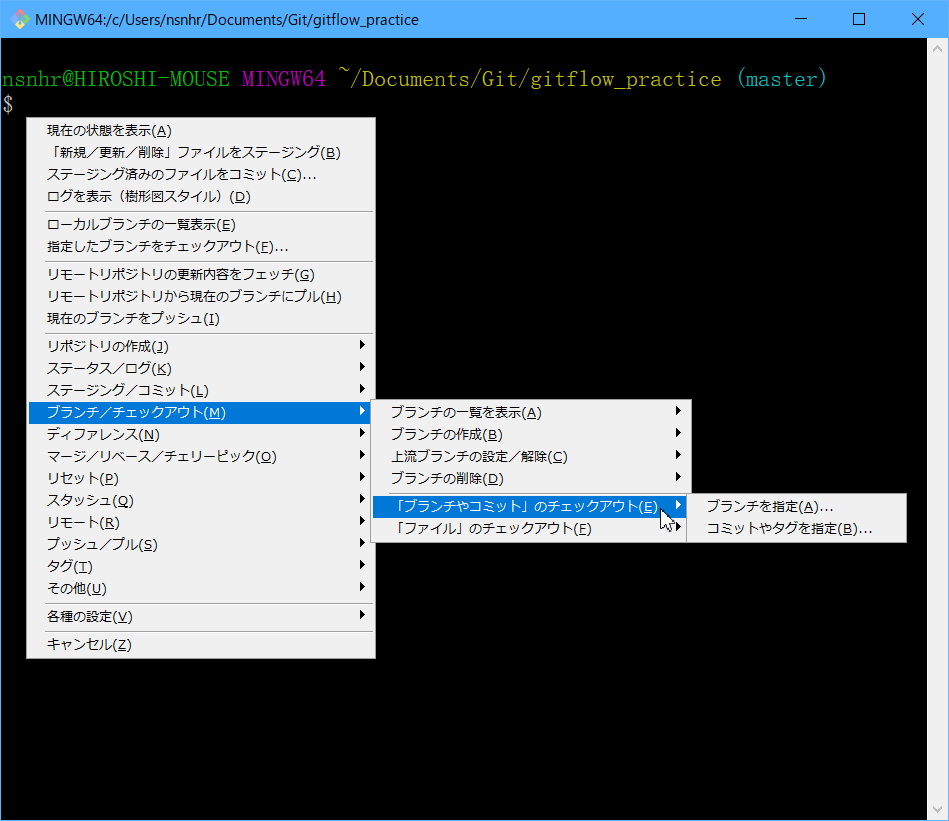 MINGW64:/c/Users/nsnhr/Documents/Git/gitflow_practice
nsnhr@HIROSHI-MOUSE MINGW64 ~/Documents/Git/gitflow_practice (master)
$
現在の状態を表示(A)
「新規／更新／削除」ファイルをステージング(B)
ステージング済みのファイルをコミット(C)...
ログを表示（樹形図スタイル）(D)
ローカルブランチの一覧表示(E)
指定したブランチをチェックアウト(F)...
リモートリポジトリの更新内容をフェッチ(G)
リモートリポジトリから現在のブランチにプル(H)
現在のブランチをプッシュ(I)
リポジトリの作成(J)
ステータス／ログ(K)
ステージング／コミット(L)
ブランチ／チェックアウト(M)
ディファレンス(N)
マージ／リベース／チェリーピック(O)
リセット(P)
スタッシュ(Q)
リモート(R)
プッシュ／プル(S)
タグ(T)
その他(U)
各種の設定(V)
キャンセル(Z)
ブランチの一覧を表示(A)
ブランチの作成(B)
上流ブランチの設定／解除(C)
ブランチの削除(D)
「ブランチやコミット」のチェックアウト(E)
「ファイル」のチェックアウト(F)
ブランチを指定(A)...
コミットやタグを指定(B)...